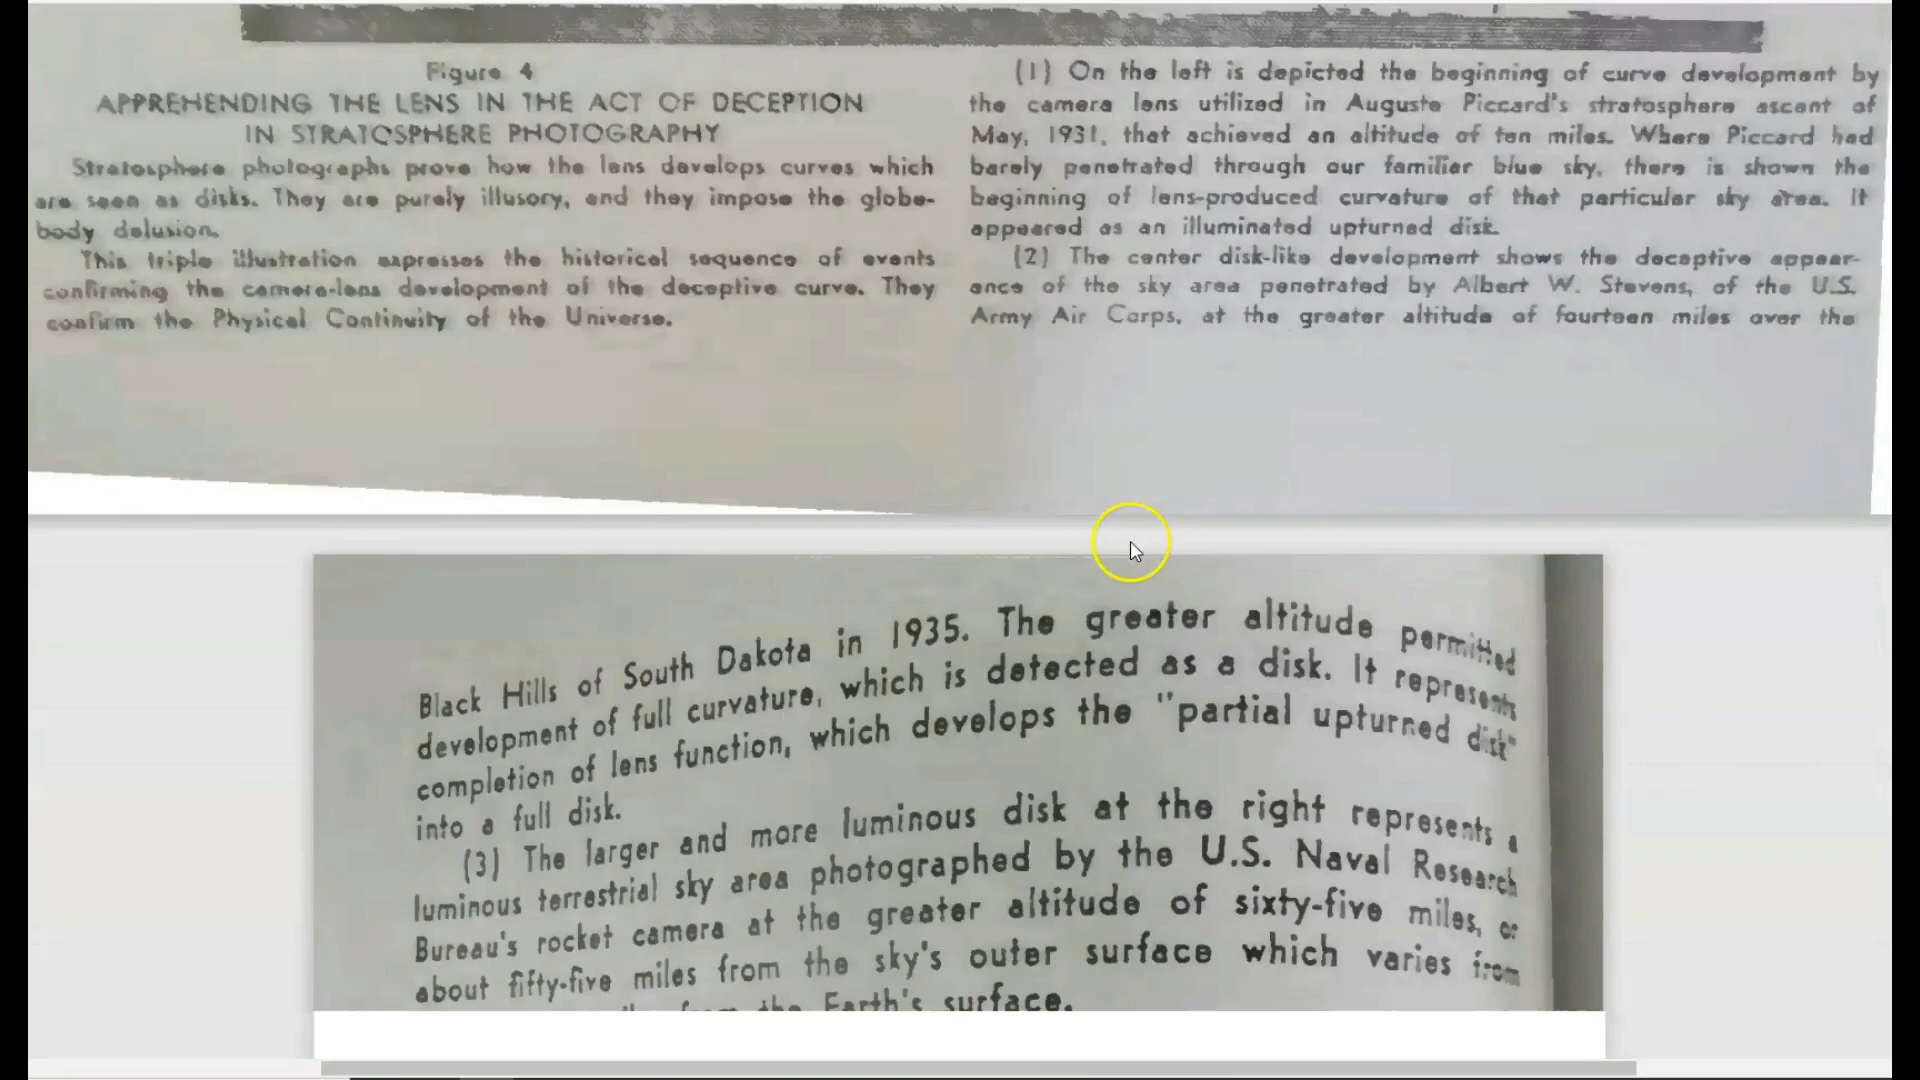 Figure 4
APPREHENDING THE LENS IN THE ACT OF DECEPTION
IN STRATOSPHERE PHOTOGRAPHY
Stratosphere photographs prove how the lens develops curves which
are seen as disks. They are purely illusory, and they impose the globe-
body delusion.
This triple illustration expresses the historical sequence of events
confirming the camera-lens development of the deceptive curve. They
confirm the Physical Continuity of the Universe.
(1) On the left is depicted the beginning of curve development by
the camera lens utilized in Auguste Piccard's stratosphere ascent of
May, 1931, that achieved an altitude of ten miles. Where Piccard had
barely penetrated through our familier blue sky, there is shown the
beginning of lens-produced curvature of that particular sky area. It
appeared as an illuminated upturned disk.
(2) The center disk-like development shows the deceptive appear-
ance of the sky area penetrated by Albert W. Stevens, of the U.S.
Army Air Corps, at the greater altitude of fourteen miles over the
Black Hills of South Dakota in 1935. The greater altitude permitted
development of full curvature, which is detected as a disk. It represents
completion of lens function, which develops the "partial upturned disk"
into a full disk.
(3) The larger and more luminous disk at the right represents a
luminous terrestrial sky area photographed by the U.S. Naval Research
Bureau's rocket camera at the greater altitude of sixty-five miles, or
about fifty-five miles from the sky's outer surface which varies from
from the Earth's surface.